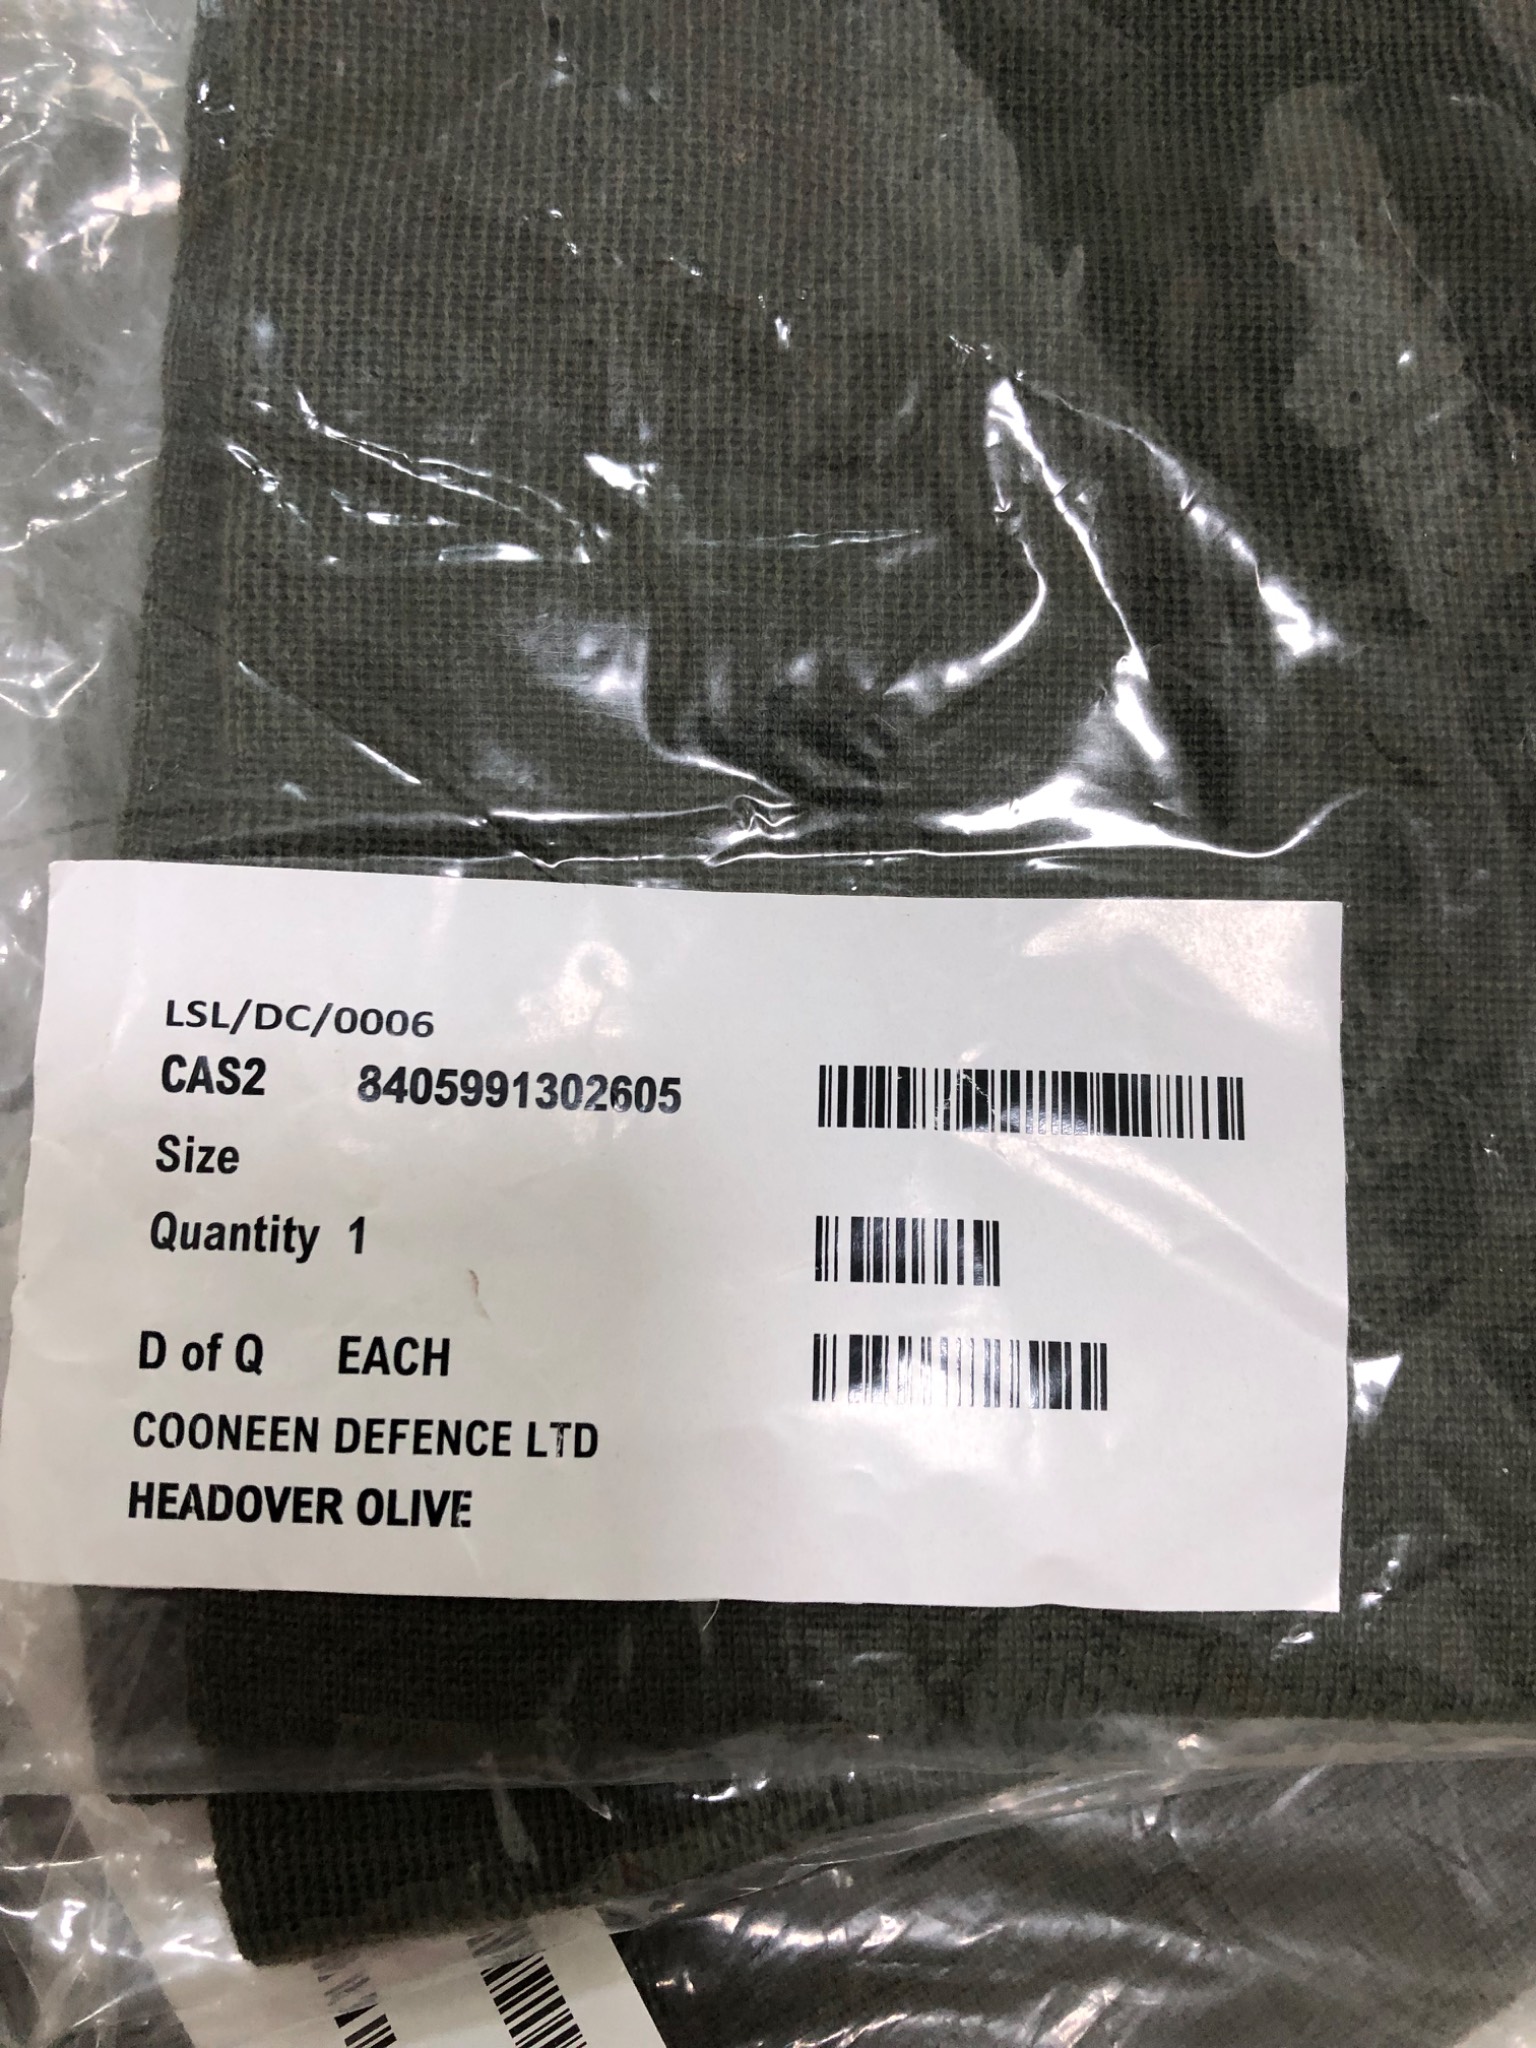 LSL/DC/0006
CAS2 8405991302605
Size
Quantity 1
D of Q EACH
COONEEN DEFENCE LTD
HEADOVER OLIVE